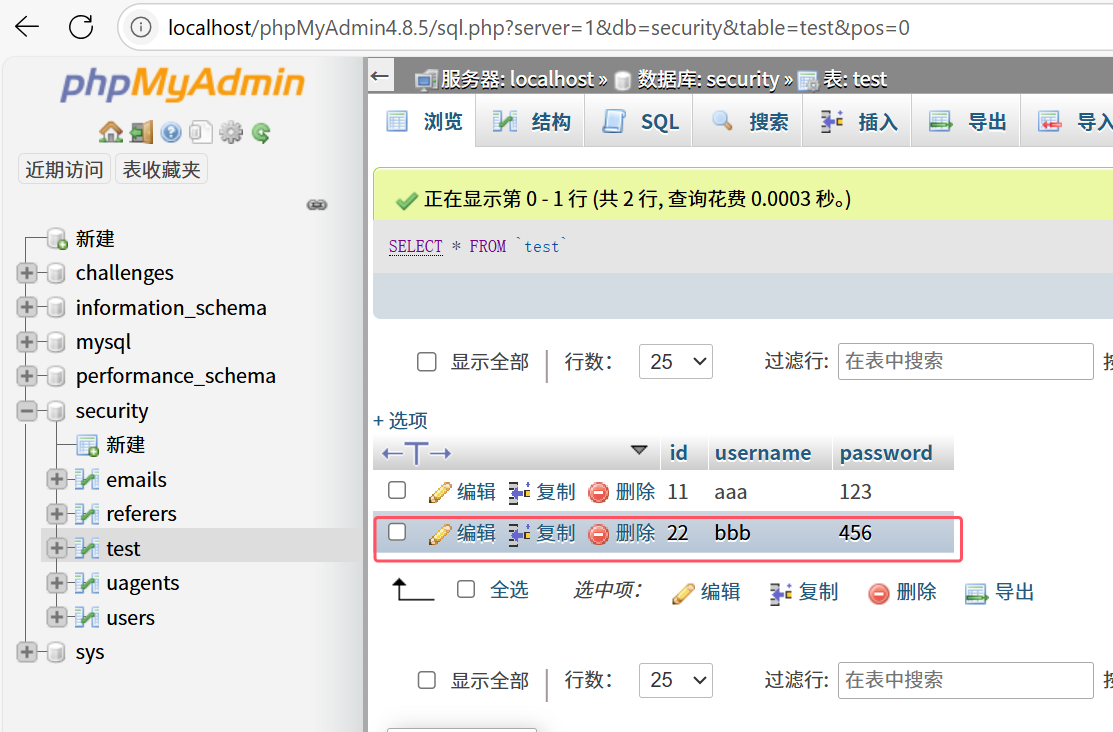 localhost/phpMyAdmin4.8.5/sql.php?server=1&db=security&table=test&pos=0
phpMyAdmin
近期访问 表收藏夹
新建
challenges
information_schema
mysql
performance_schema
security
新建
emails
referers
test
uagents
users
sys
服务器: localhost » 数据库: security » 表: test
浏览 结构 SQL 搜索 插入 导出 导入
正在显示第 0 - 1 行 (共 2 行, 查询花费 0.0003 秒。)
SELECT * FROM `test`
显示全部 行数: 25 过滤行: 在表中搜索
+ 选项
←T→ id username password
编辑 复制 删除 11 aaa 123
编辑 复制 删除 22 bbb 456
全选 选中项: 编辑 复制 删除 导出
显示全部 行数: 25 过滤行: 在表中搜索